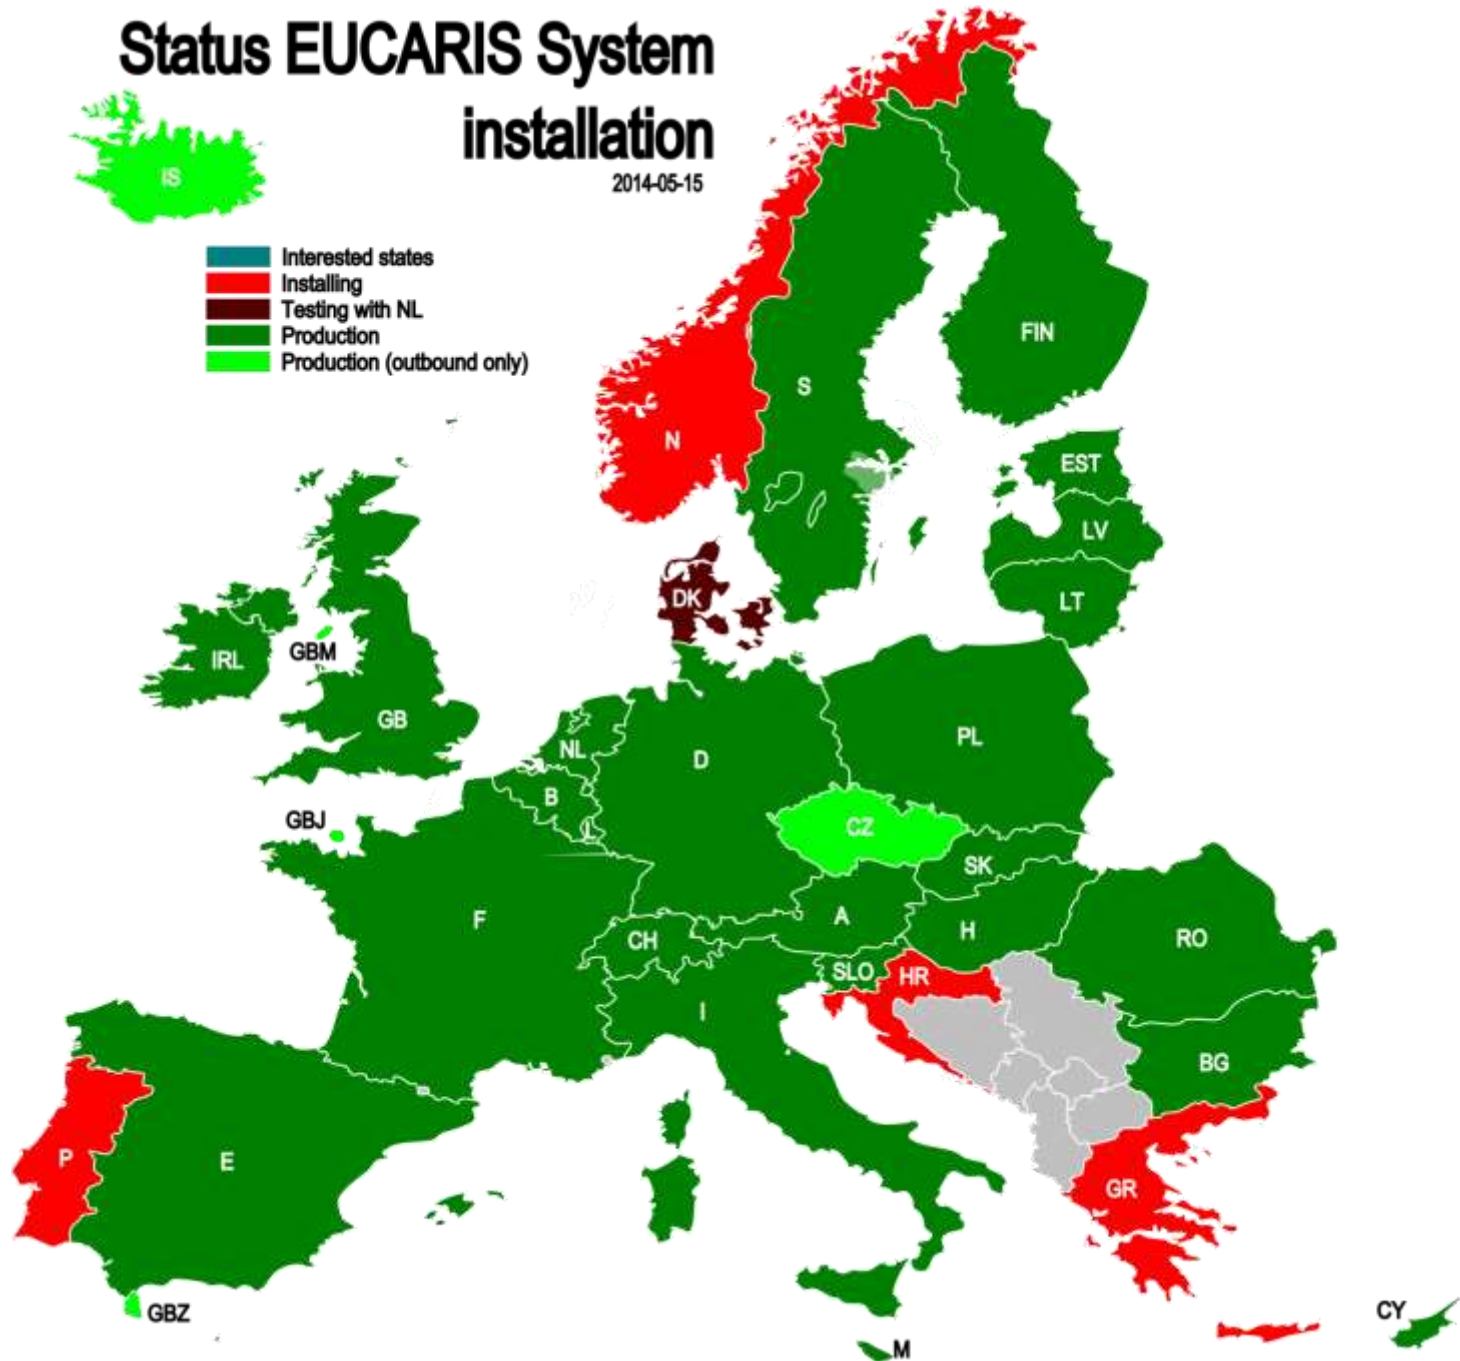 Status EUCARIS System
installation
2014-05-15
IS
Interested states
Installing
Testing with NL
Production
Production (outbound only)
FIN
S
N
EST
LV
LT
DK
GBM
IRL
GB
NL
D
PL
B
L
GBJ
CZ
SK
F
A
H
CH
RO
SLO
HR
I
BG
P
E
GR
GBZ
CY
M